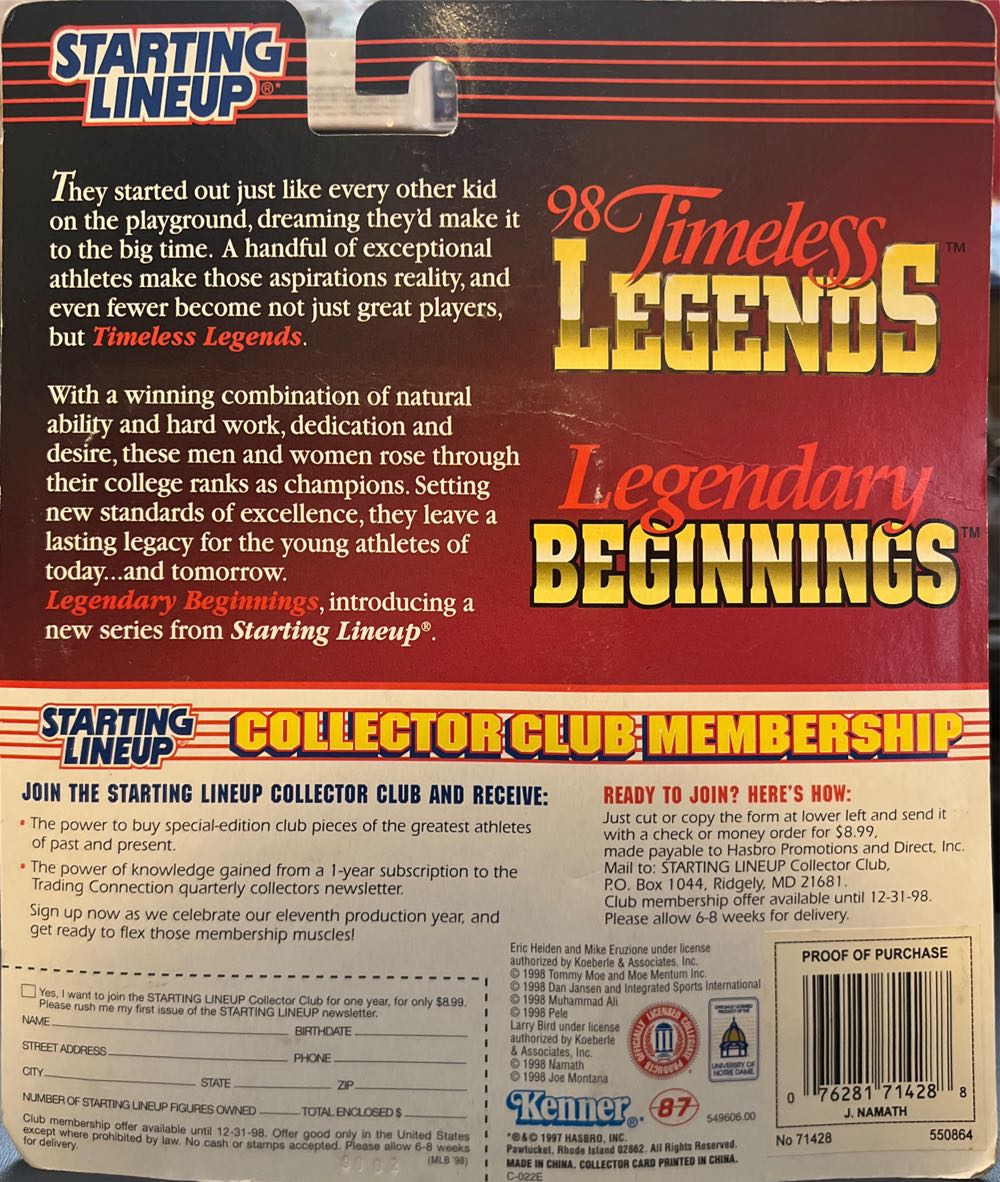 STARTING
LINEUP®*
They started out just like every other kid
on the playground, dreaming they'd make it
to the big time. A handful of exceptional
athletes make those aspirations reality, and
even fewer become not just great players,
but Timeless Legends.
With a winning combination of natural
ability and hard work, dedication and
desire, these men and women rose through
their college ranks as champions. Setting
new standards of excellence, they leave a
lasting legacy for the young athletes of
today...and tomorrow.
Legendary Beginnings, introducing a
new series from Starting Lineup®.
98 Timeless
LEGENDS™
Legendary
BEGINNINGS™
STARTING
LINEUP
COLLECTOR CLUB MEMBERSHIP
JOIN THE STARTING LINEUP COLLECTOR CLUB AND RECEIVE:
• The power to buy special-edition club pieces of the greatest athletes
of past and present.
• The power of knowledge gained from a 1-year subscription to the
Trading Connection quarterly collectors newsletter.
Sign up now as we celebrate our eleventh production year, and
get ready to flex those membership muscles!
READY TO JOIN? HERE'S HOW:
Just cut or copy the form at lower left and send it
with a check or money order for $8.99,
made payable to Hasbro Promotions and Direct, Inc.
Mail to: STARTING LINEUP Collector Club,
P.O. Box 1044, Ridgely, MD 21681.
Club membership offer available until 12-31-98.
Please allow 6-8 weeks for delivery.
Yes, I want to join the STARTING LINEUP Collector Club for one year, for only $8.99.
Please rush me my first issue of the STARTING LINEUP newsletter.
NAME
BIRTHDATE
STREET ADDRESS
PHONE
CITY
STATE
ZIP
NUMBER OF STARTING LINEUP FIGURES OWNED
TOTAL ENCLOSED $
Club membership offer available until 12-31-98. Offer good only in the United States
except where prohibited by law. No cash or stamps accepted. Please allow 6-8 weeks
for delivery.
(MLB '98)
Eric Heiden and Mike Eruzione under license
authorized by Koeberle & Associates, Inc.
© 1998 Tommy Moe and Moe Mentum Inc.
© 1998 Dan Jansen and Integrated Sports International
© 1998 Muhammad Ali
© 1998 Pele
Larry Bird under license
authorized by Koeberle
& Associates, Inc.
© 1998 Namath
© 1998 Joe Montana
OFFICIALLY LICENSED COLLEGIATE PRODUCTS
OFFICIALLY LICENSED
PRODUCT OF THE
UNIVERSITY OF
NOTRE DAME
Kenner®
87
549606.00
*®&© 1997 HASBRO, INC.
Pawtucket, Rhode Island 02862. All Rights Reserved.
MADE IN CHINA. COLLECTOR CARD PRINTED IN CHINA.
C-022E
PROOF OF PURCHASE
0 76281 71428 8
J. NAMATH
No 71428
550864